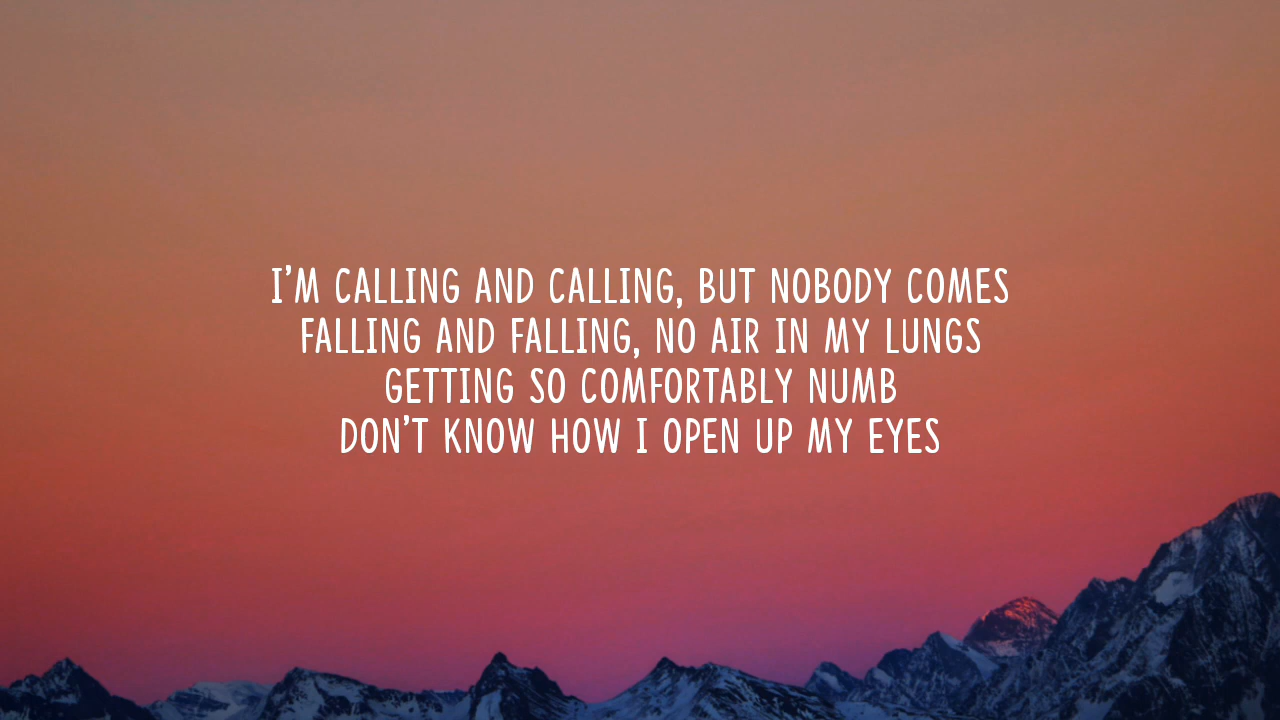 I'M CALLING AND CALLING, BUT NOBODY COMES
FALLING AND FALLING, NO AIR IN MY LUNGS
GETTING SO COMFORTABLY NUMB
DON'T KNOW HOW I OPEN UP MY EYES